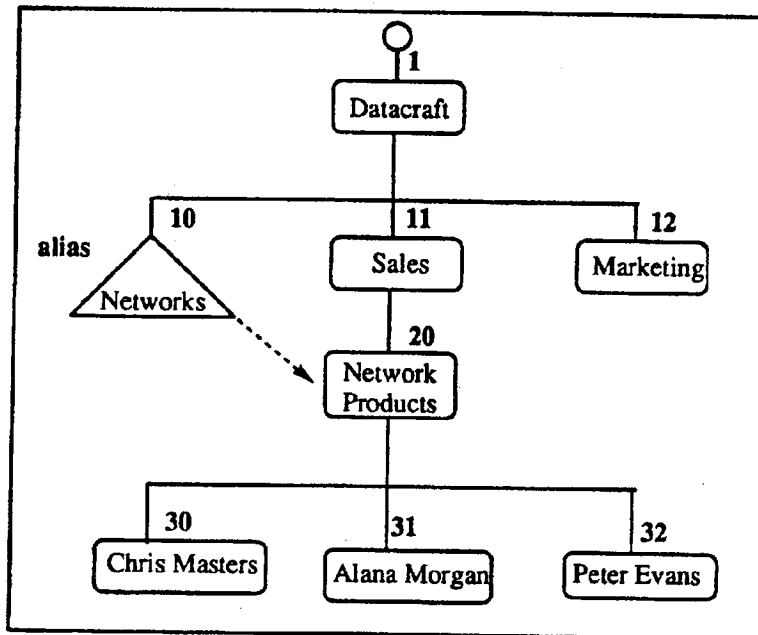 1
Datacraft
10
11
12
alias
Networks
Sales
Marketing
20
Network
Products
30
31
32
Chris Masters
Alana Morgan
Peter Evans